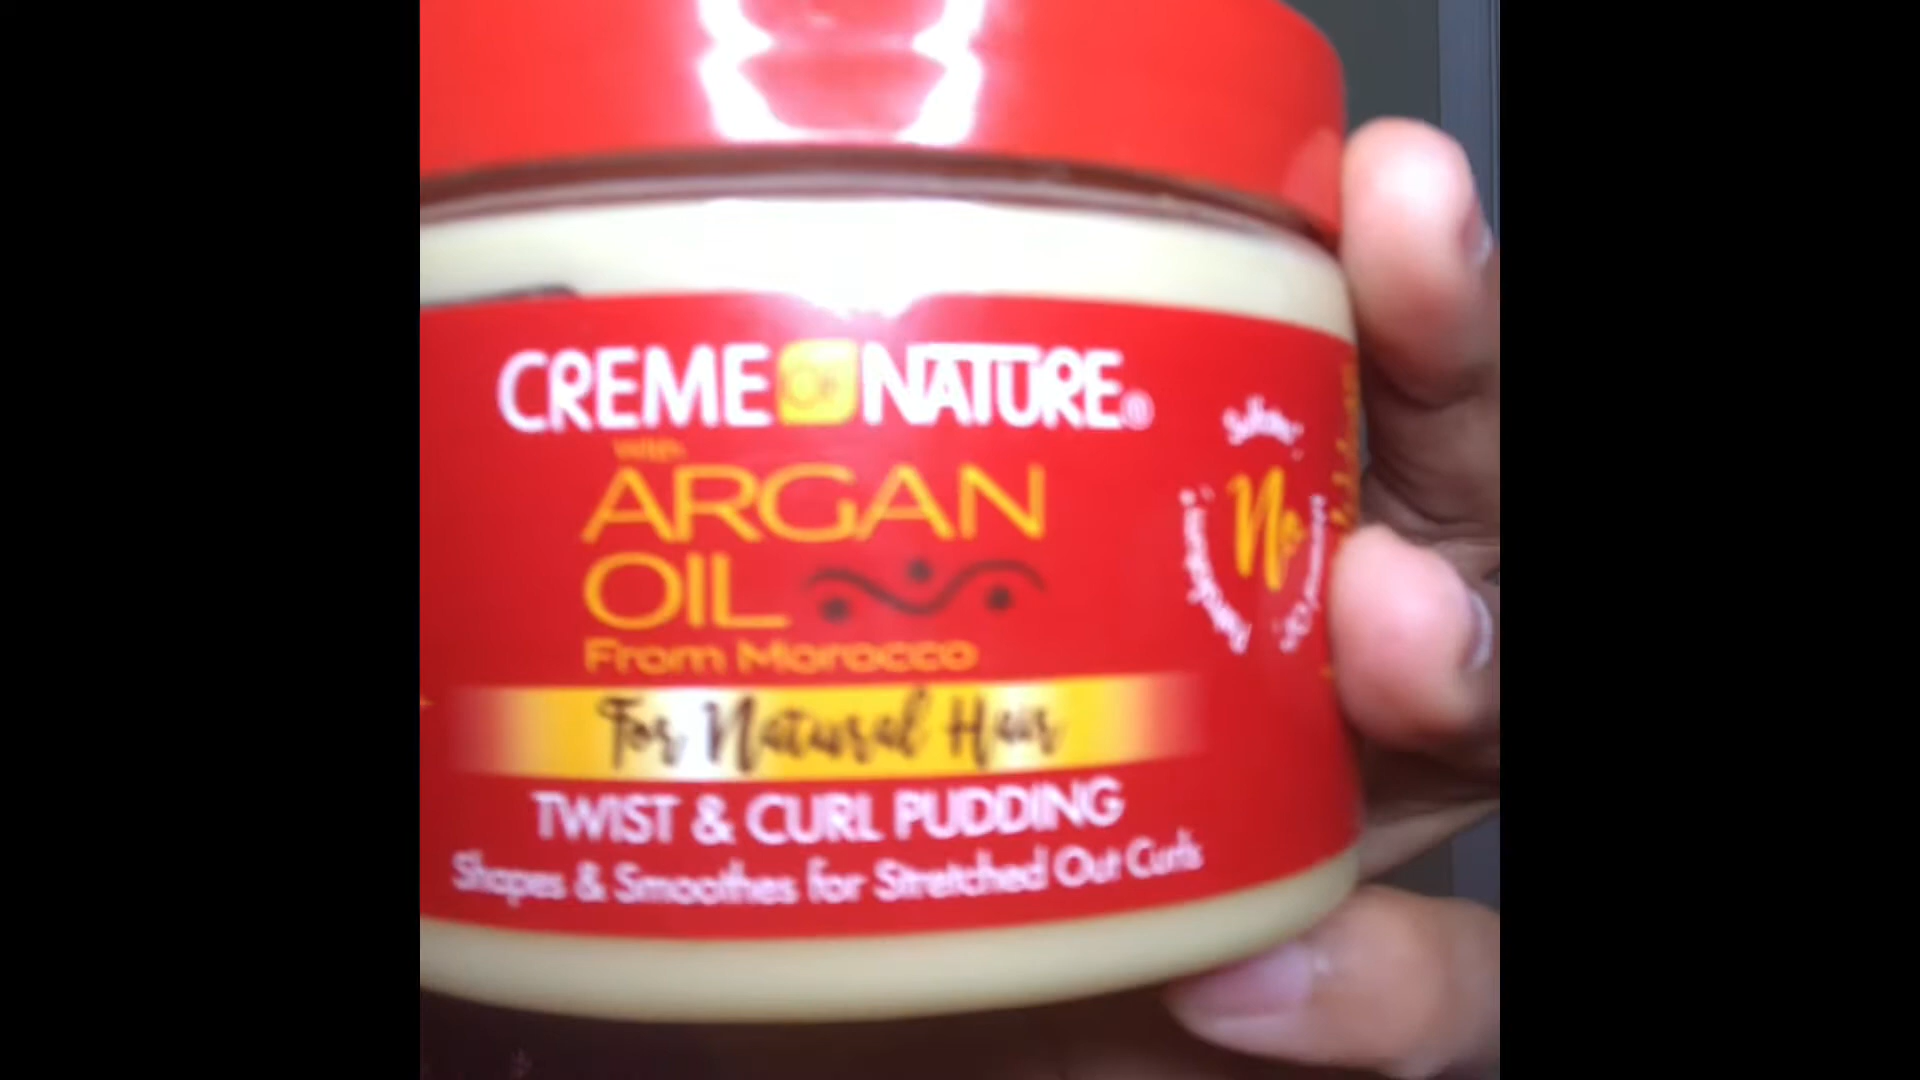 CREME OF NATURE®
With
ARGAN
OIL
From Morocco
For Natural Hair
TWIST & CURL PUDDING
Shapes & Smoothes for Stretched Out Curls
No